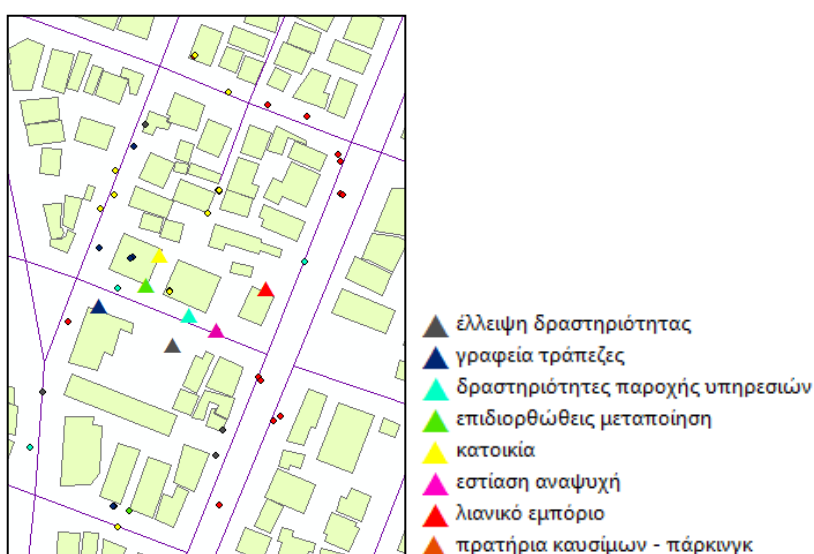 έλλειψη δραστηριότητας
γραφεία τράπεζες
δραστηριότητες παροχής υπηρεσιών
επιδιορθώθεις μεταποίηση
κατοικία
εστίαση αναψυχή
λιανικό εμπόριο
πρατήρια καυσίμων - πάρκινγκ